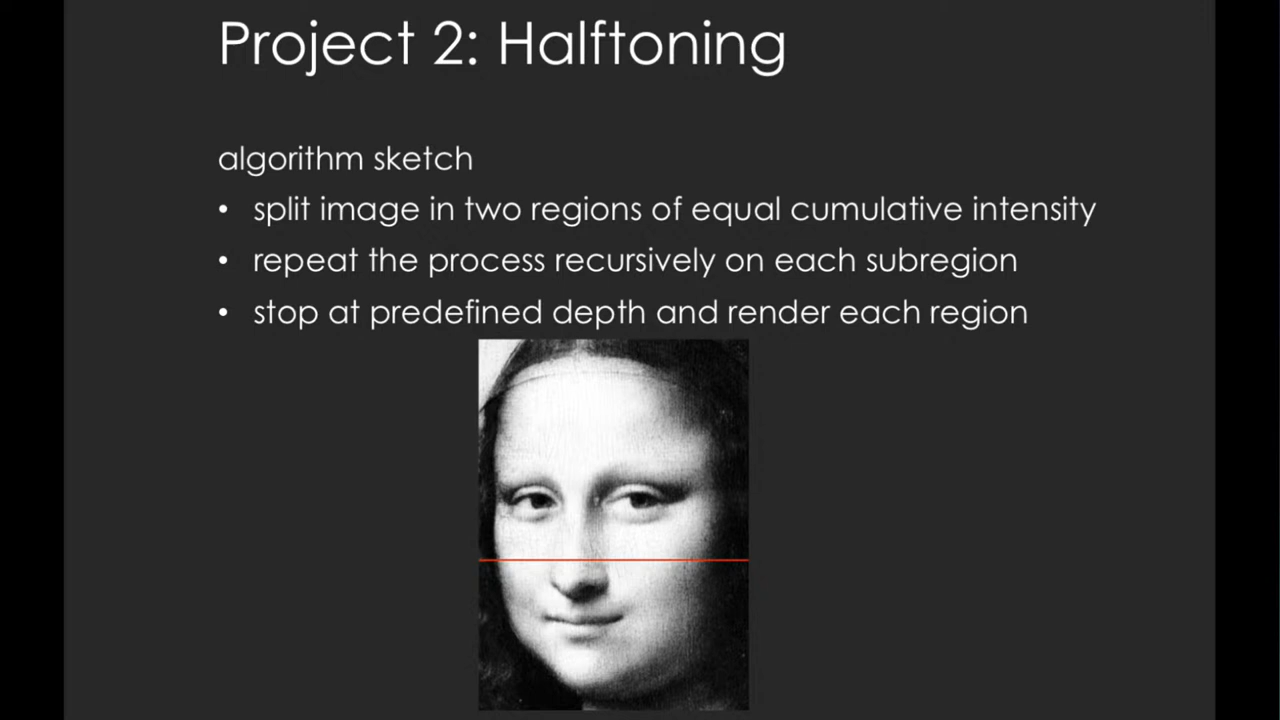 Project 2: Halftoning
algorithm sketch
• split image in two regions of equal cumulative intensity
• repeat the process recursively on each subregion
• stop at predefined depth and render each region